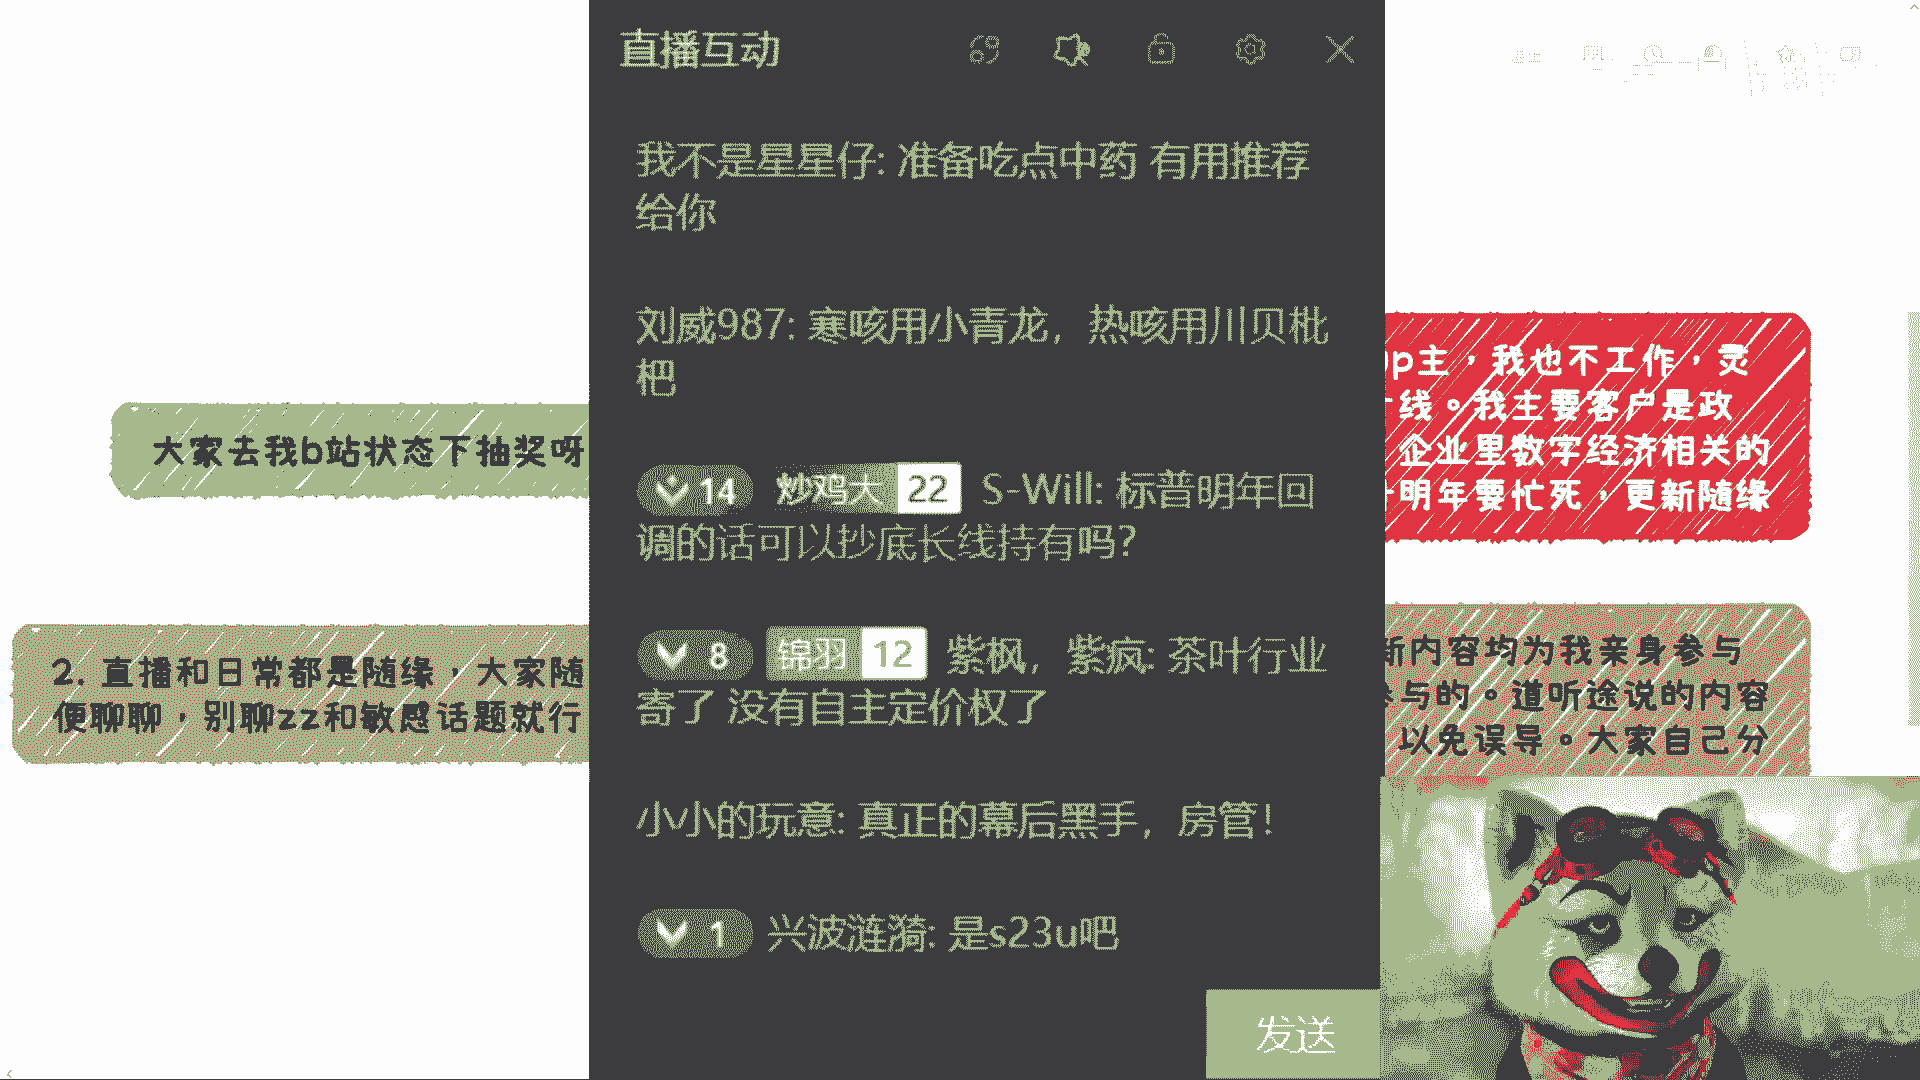 直播互动
我不是星星仔: 准备吃点中药 有用推荐
给你
刘威987: 寒咳用小青龙，热咳用川贝枇
杷
14 炒鸡大 22 S-Will: 标普明年回
调的话可以抄底长线持有吗?
8 锦羽 12 紫枫，紫疯: 茶叶行业
寄了 没有自主定价权了
小小的玩意: 真正的幕后黑手，房管!
1 兴波涟漪: 是s23u吧
发送
大家去我b站状态下抽奖呀
2. 直播和日常都是随缘，大家随
便聊聊，别聊zz和敏感话题就行
p主，我也不工作，灵
线。我主要客户是政
企业里数字经济相关的
明年要忙死，更新随缘
新内容均为我亲身参与
参与的。道听途说的内容
以免误导。大家自己分